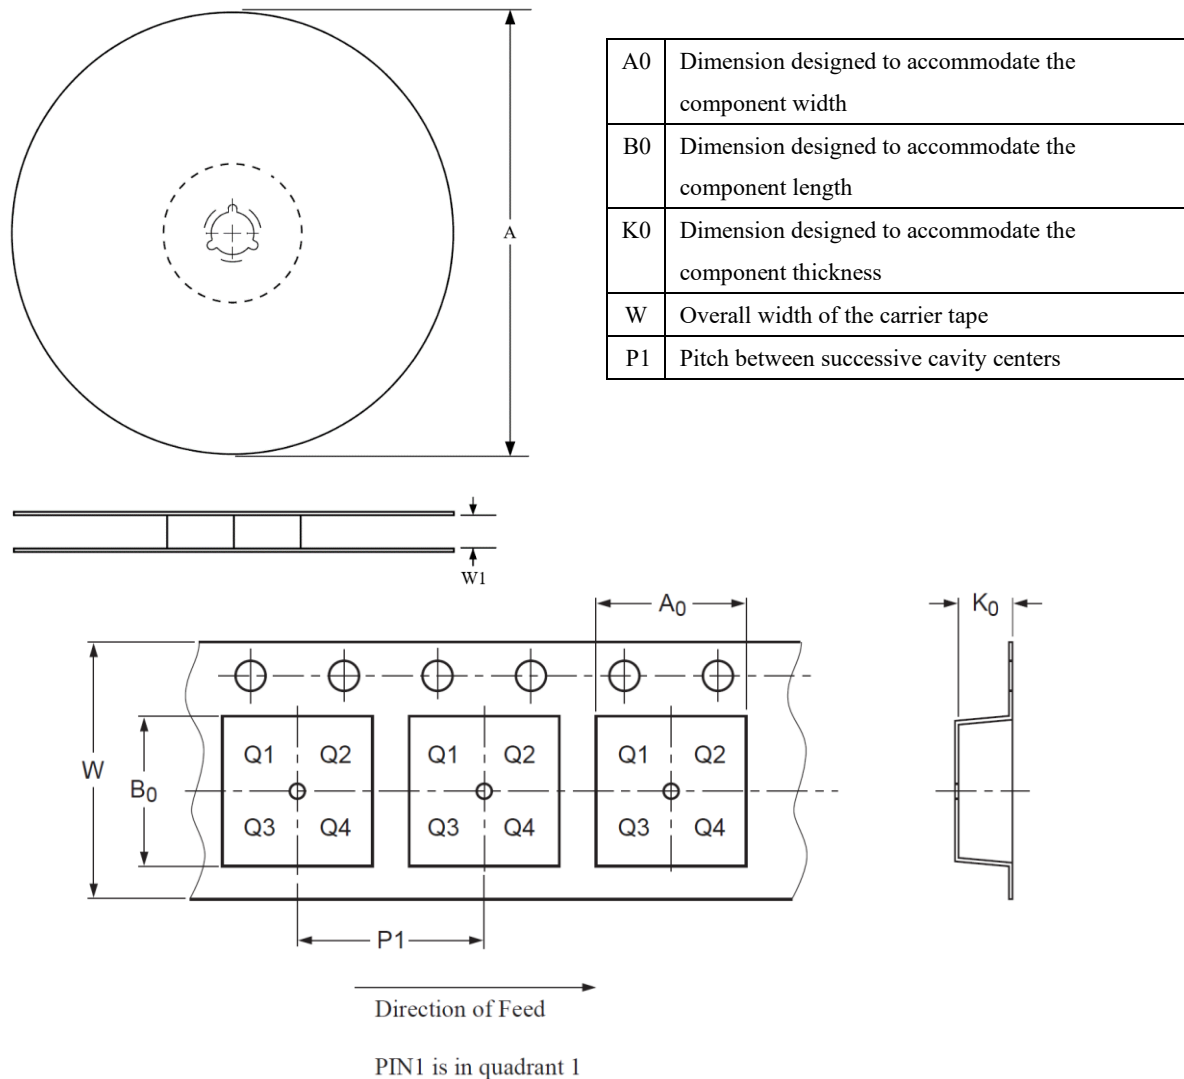 A
A0 Dimension designed to accommodate the
component width
B0 Dimension designed to accommodate the
component length
K0 Dimension designed to accommodate the
component thickness
W Overall width of the carrier tape
P1 Pitch between successive cavity centers
W1
A0
K0
W
B0
Q1 Q2
Q3 Q4
Q1 Q2
Q3 Q4
Q1 Q2
Q3 Q4
P1
Direction of Feed
PIN1 is in quadrant 1